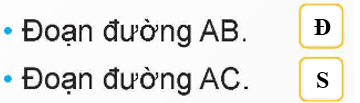 • Đoạn đường AB. Đ
• Đoạn đường AC. S